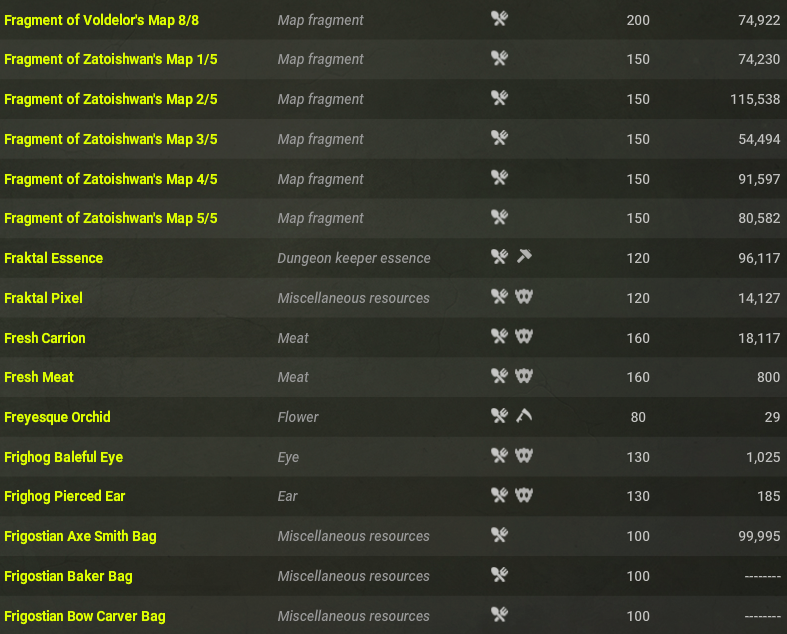 Fragment of Voldelor's Map 8/8 Map fragment 200 74,922
Fragment of Zatoishwan's Map 1/5 Map fragment 150 74,230
Fragment of Zatoishwan's Map 2/5 Map fragment 150 115,538
Fragment of Zatoishwan's Map 3/5 Map fragment 150 54,494
Fragment of Zatoishwan's Map 4/5 Map fragment 150 91,597
Fragment of Zatoishwan's Map 5/5 Map fragment 150 80,582
Fraktal Essence Dungeon keeper essence 120 96,117
Fraktal Pixel Miscellaneous resources 120 14,127
Fresh Carrion Meat 160 18,117
Fresh Meat Meat 160 800
Freyesque Orchid Flower 80 29
Frighog Baleful Eye Eye 130 1,025
Frighog Pierced Ear Ear 130 185
Frigostian Axe Smith Bag Miscellaneous resources 100 99,995
Frigostian Baker Bag Miscellaneous resources 100 --------
Frigostian Bow Carver Bag Miscellaneous resources 100 --------